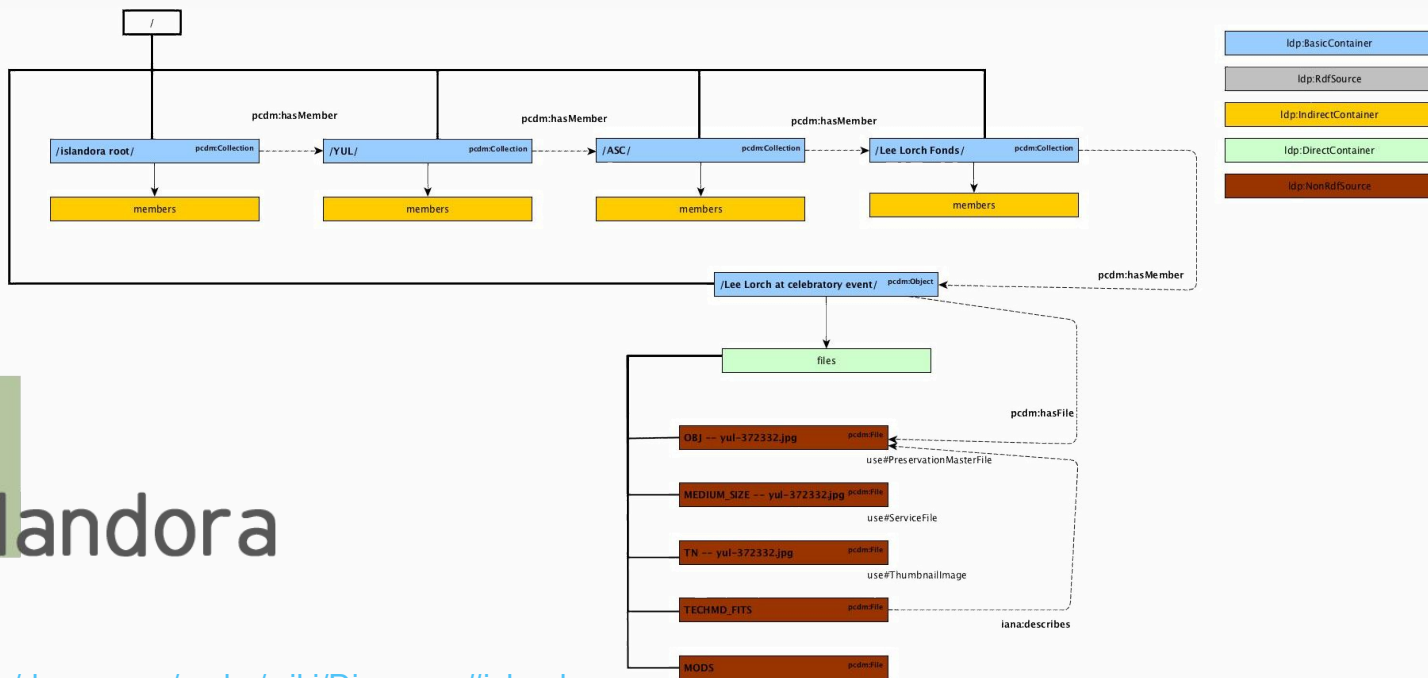 /
ldp:BasicContainer
ldp:RdfSource
ldp:IndirectContainer
ldp:DirectContainer
ldp:NonRdfSource
pcdm:hasMember
pcdm:hasMember
pcdm:hasMember
/islandora root/ pcdm:Collection
/YUL/ pcdm:Collection
/ASC/ pcdm:Collection
/Lee Lorch Fonds/ pcdm:Collection
members
members
members
members
pcdm:hasMember
/Lee Lorch at celebratory event/ pcdm:Object
files
pcdm:hasFile
OBJ -- yul-372332.jpg pcdm:File
use#PreservationMasterFile
MEDIUM_SIZE -- yul-372332.jpg pcdm:File
use#ServiceFile
TN -- yul-372332.jpg pcdm:File
use#ThumbnailImage
TECHMD_FITS pcdm:File
iana:describes
MODS pcdm:File
landora